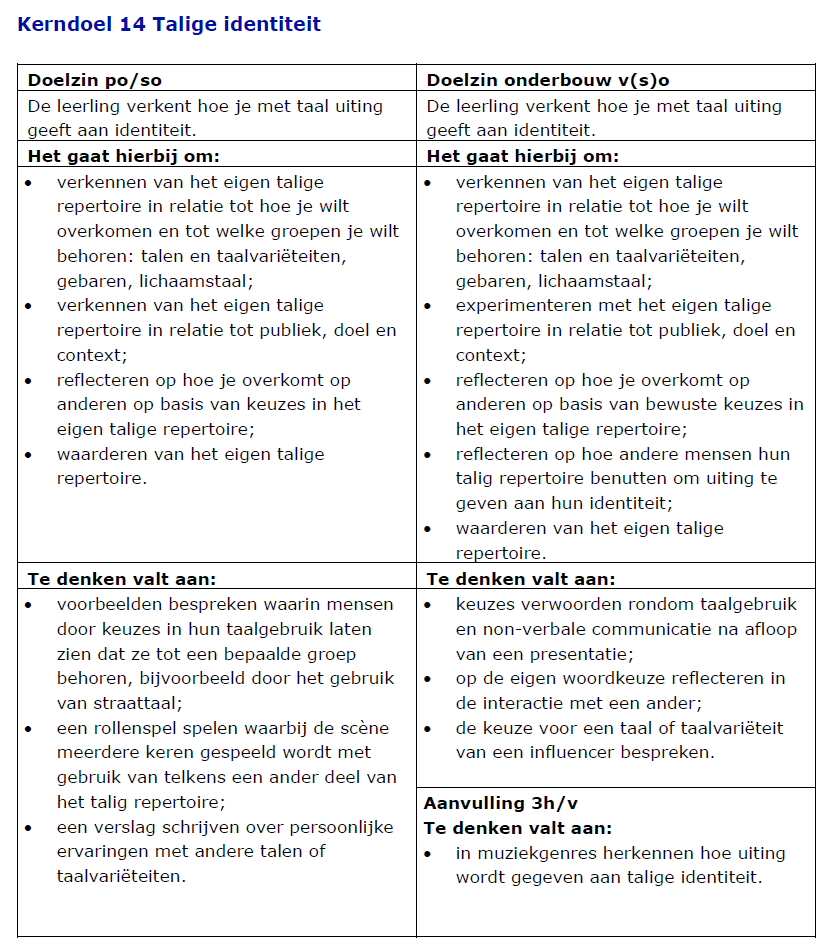 Kerndoel 14 Talige identiteit
Doelzin po/so
De leerling verkent hoe je met taal uiting
geeft aan identiteit.
Het gaat hierbij om:
• verkennen van het eigen talige
repertoire in relatie tot hoe je wilt
overkomen en tot welke groepen je wilt
behoren: talen en taalvariëteiten,
gebaren, lichaamstaal;
• verkennen van het eigen talige
repertoire in relatie tot publiek, doel en
context;
• reflecteren op hoe je overkomt op
anderen op basis van keuzes in het
eigen talige repertoire;
• waarderen van het eigen talige
repertoire.
Te denken valt aan:
• voorbeelden bespreken waarin mensen
door keuzes in hun taalgebruik laten
zien dat ze tot een bepaalde groep
behoren, bijvoorbeeld door het gebruik
van straattaal;
• een rollenspel spelen waarbij de scène
meerdere keren gespeeld wordt met
gebruik van telkens een ander deel van
het talig repertoire;
• een verslag schrijven over persoonlijke
ervaringen met andere talen of
taalvariëteiten.
Doelzin onderbouw v(s)o
De leerling verkent hoe je met taal uiting
geeft aan identiteit.
Het gaat hierbij om:
• verkennen van het eigen talige
repertoire in relatie tot hoe je wilt
overkomen en tot welke groepen je wilt
behoren: talen en taalvariëteiten,
gebaren, lichaamstaal;
• experimenteren met het eigen talige
repertoire in relatie tot publiek, doel en
context;
• reflecteren op hoe je overkomt op
anderen op basis van bewuste keuzes in
het eigen talige repertoire;
• reflecteren op hoe andere mensen hun
talig repertoire benutten om uiting te
geven aan hun identiteit;
• waarderen van het eigen talige
repertoire.
Te denken valt aan:
• keuzes verwoorden rondom taalgebruik
en non-verbale communicatie na afloop
van een presentatie;
• op de eigen woordkeuze reflecteren in
de interactie met een ander;
• de keuze voor een taal of taalvariëteit
van een influencer bespreken.
Aanvulling 3h/v
Te denken valt aan:
• in muziekgenres herkennen hoe uiting
wordt gegeven aan talige identiteit.